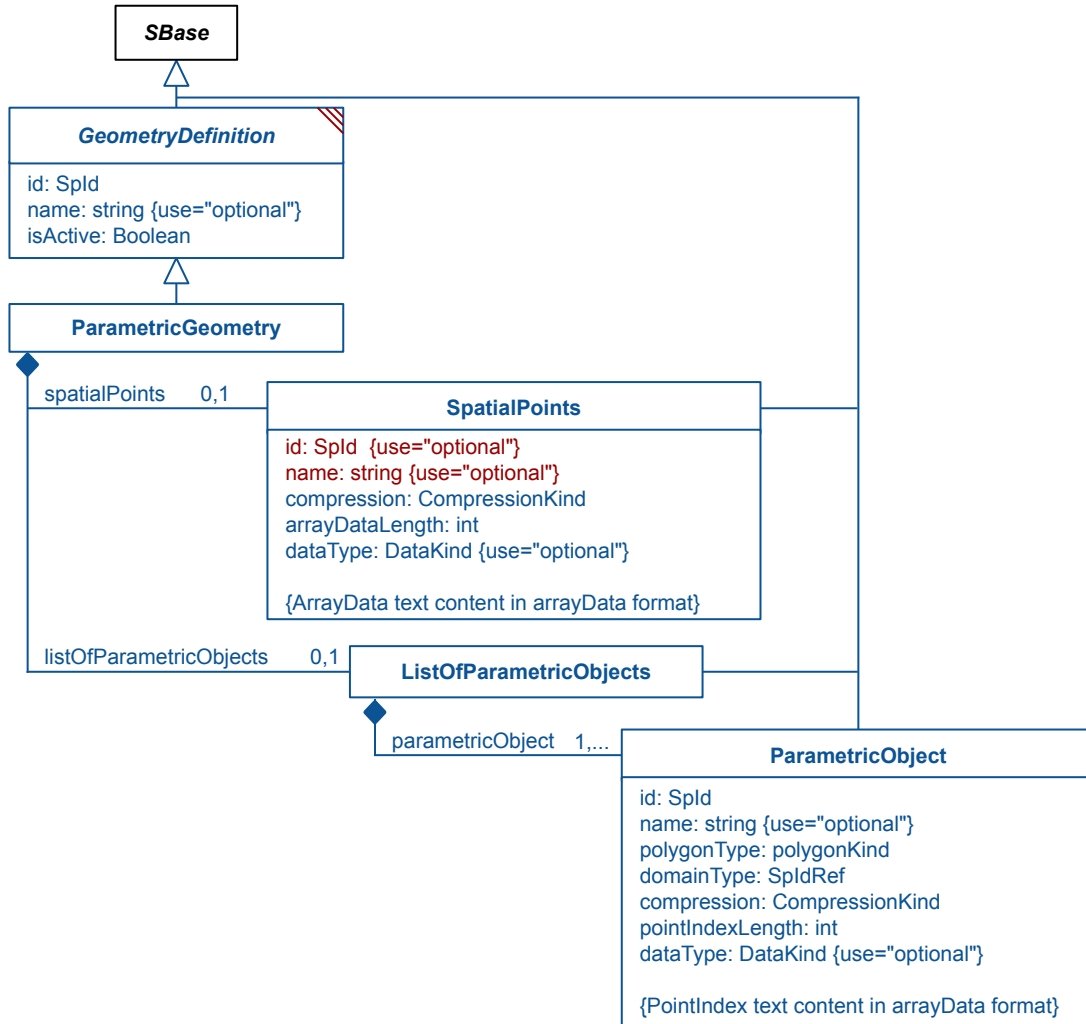 SBase
GeometryDefinition
id: SpId
name: string {use="optional"}
isActive: Boolean
ParametricGeometry
spatialPoints 0,1
SpatialPoints
id: SpId {use="optional"}
name: string {use="optional"}
compression: CompressionKind
arrayDataLength: int
dataType: DataKind {use="optional"}
{ArrayData text content in arrayData format}
listOfParametricObjects 0,1
ListOfParametricObjects
parametricObject 1,...
ParametricObject
id: SpId
name: string {use="optional"}
polygonType: polygonKind
domainType: SpIdRef
compression: CompressionKind
pointIndexLength: int
dataType: DataKind {use="optional"}
{PointIndex text content in arrayData format}